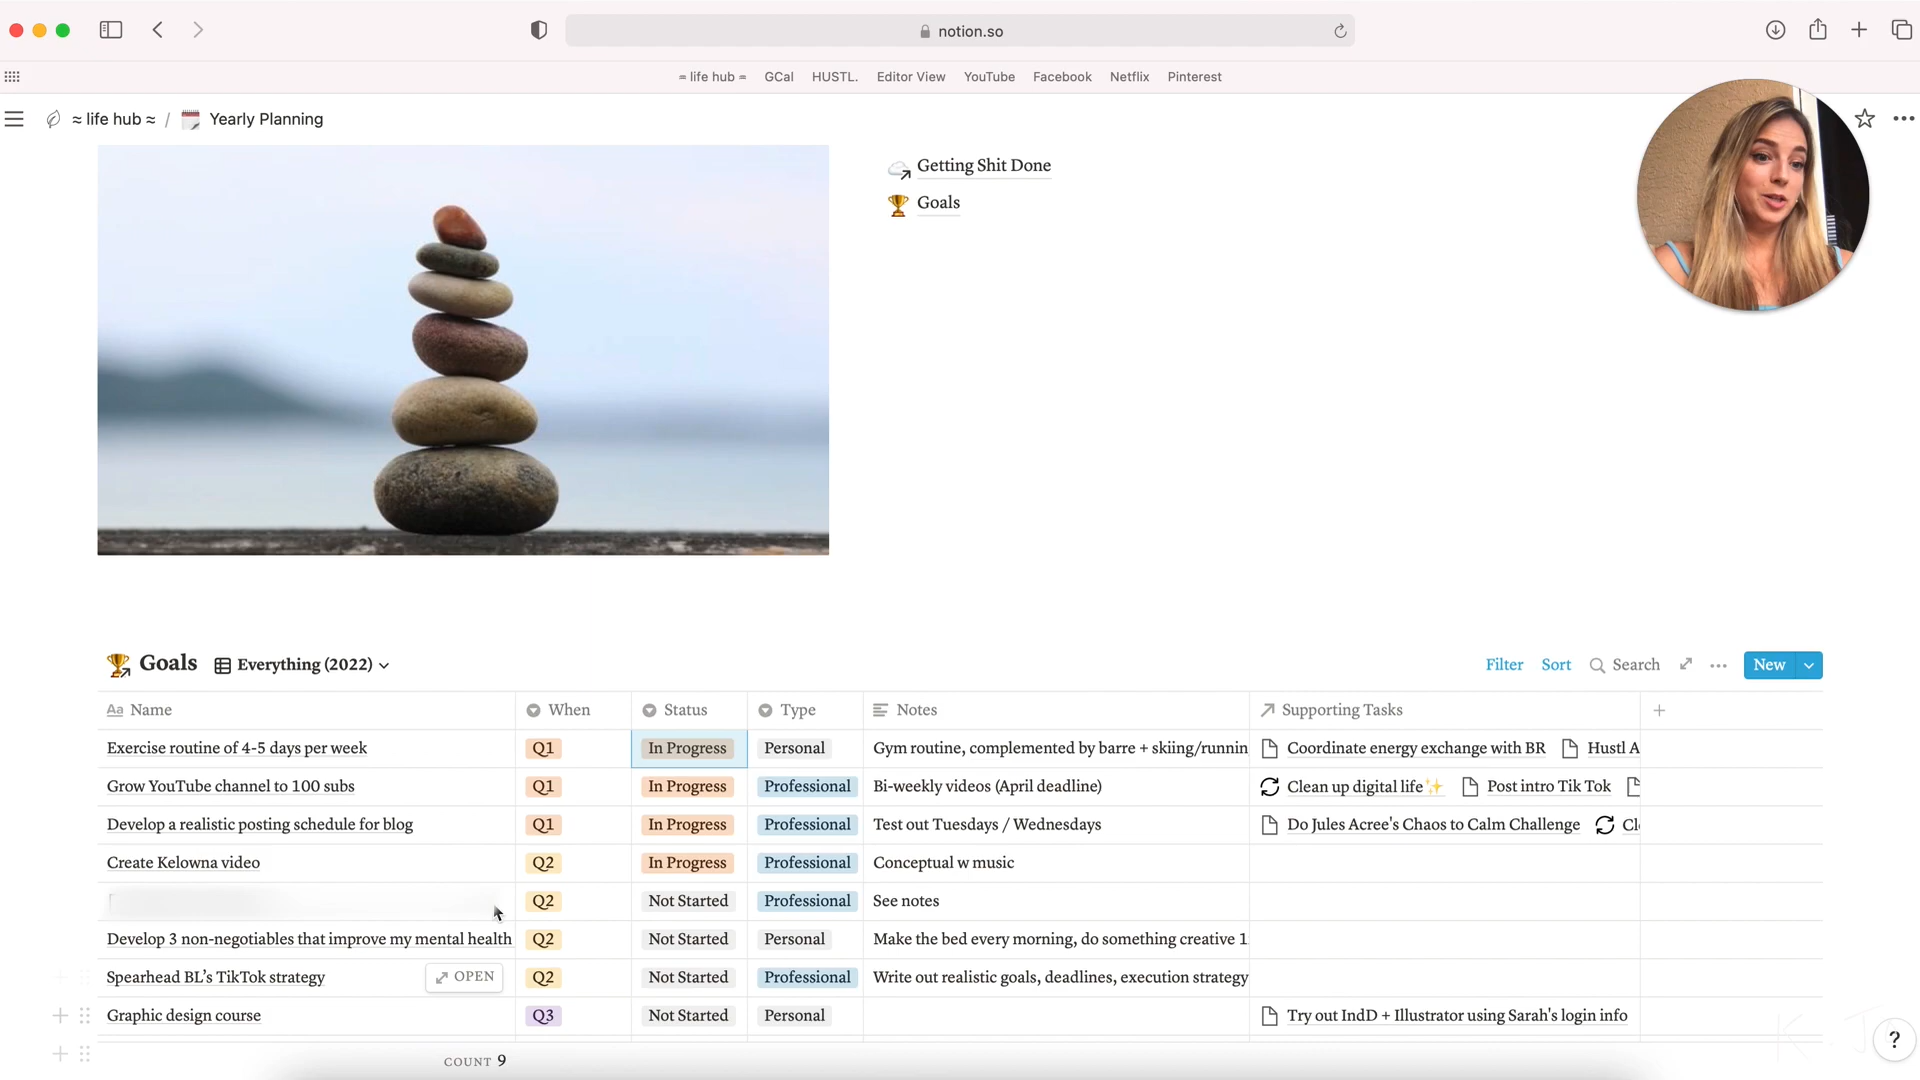 notion.so
≈ life hub ≈ GCal HUSTL. Editor View YouTube Facebook Netflix Pinterest
≈ life hub ≈ / Yearly Planning
Getting Shit Done
Goals
Goals Everything (2022) Filter Sort Search New
Aa Name When Status Type Notes Supporting Tasks
Exercise routine of 4-5 days per week Q1 In Progress Personal Gym routine, complemented by barre + skiing/runnin Coordinate energy exchange with BR Hustl A
Grow YouTube channel to 100 subs Q1 In Progress Professional Bi-weekly videos (April deadline) Clean up digital life✨ Post intro Tik Tok
Develop a realistic posting schedule for blog Q1 In Progress Professional Test out Tuesdays / Wednesdays Do Jules Acree's Chaos to Calm Challenge Cl
Create Kelowna video Q2 In Progress Professional Conceptual w music
Q2 Not Started Professional See notes
Develop 3 non-negotiables that improve my mental health Q2 Not Started Personal Make the bed every morning, do something creative 1
Spearhead BL’s TikTok strategy OPEN Q2 Not Started Professional Write out realistic goals, deadlines, execution strategy
Graphic design course Q3 Not Started Personal Try out IndD + Illustrator using Sarah's login info
COUNT 9
?